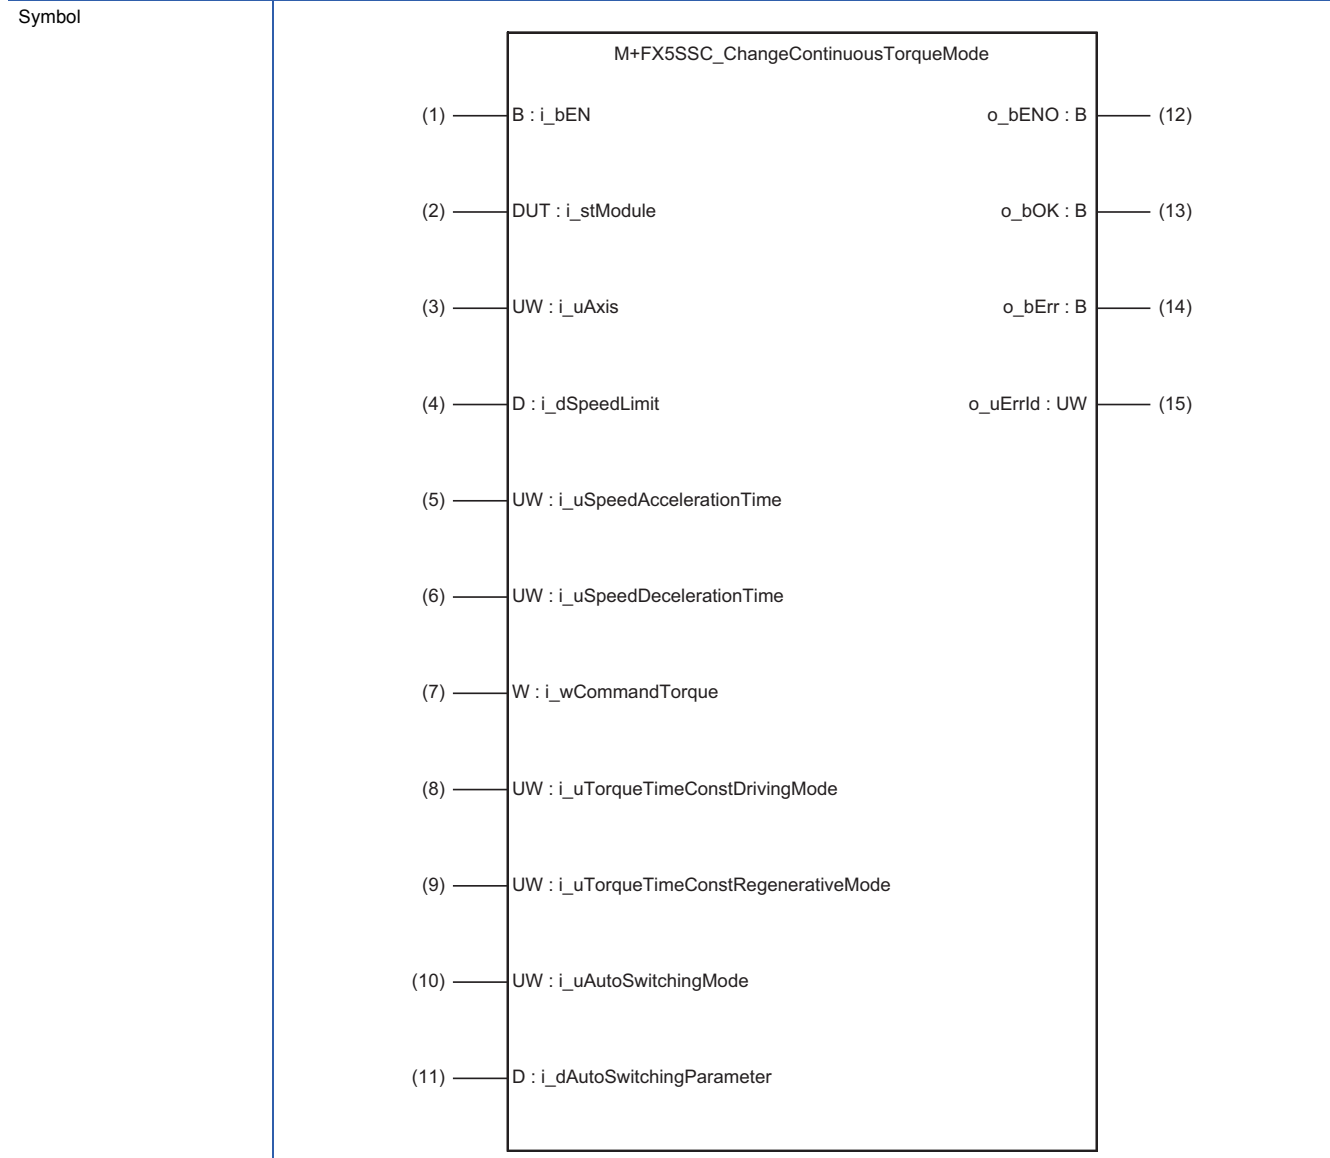 Symbol
M+FX5SSC_ChangeContinuousTorqueMode
(1) B : i_bEN o_bENO : B (12)
(2) DUT : i_stModule o_bOK : B (13)
(3) UW : i_uAxis o_bErr : B (14)
(4) D : i_dSpeedLimit o_uErrId : UW (15)
(5) UW : i_uSpeedAccelerationTime
(6) UW : i_uSpeedDecelerationTime
(7) W : i_wCommandTorque
(8) UW : i_uTorqueTimeConstDrivingMode
(9) UW : i_uTorqueTimeConstRegenerativeMode
(10) UW : i_uAutoSwitchingMode
(11) D : i_dAutoSwitchingParameter